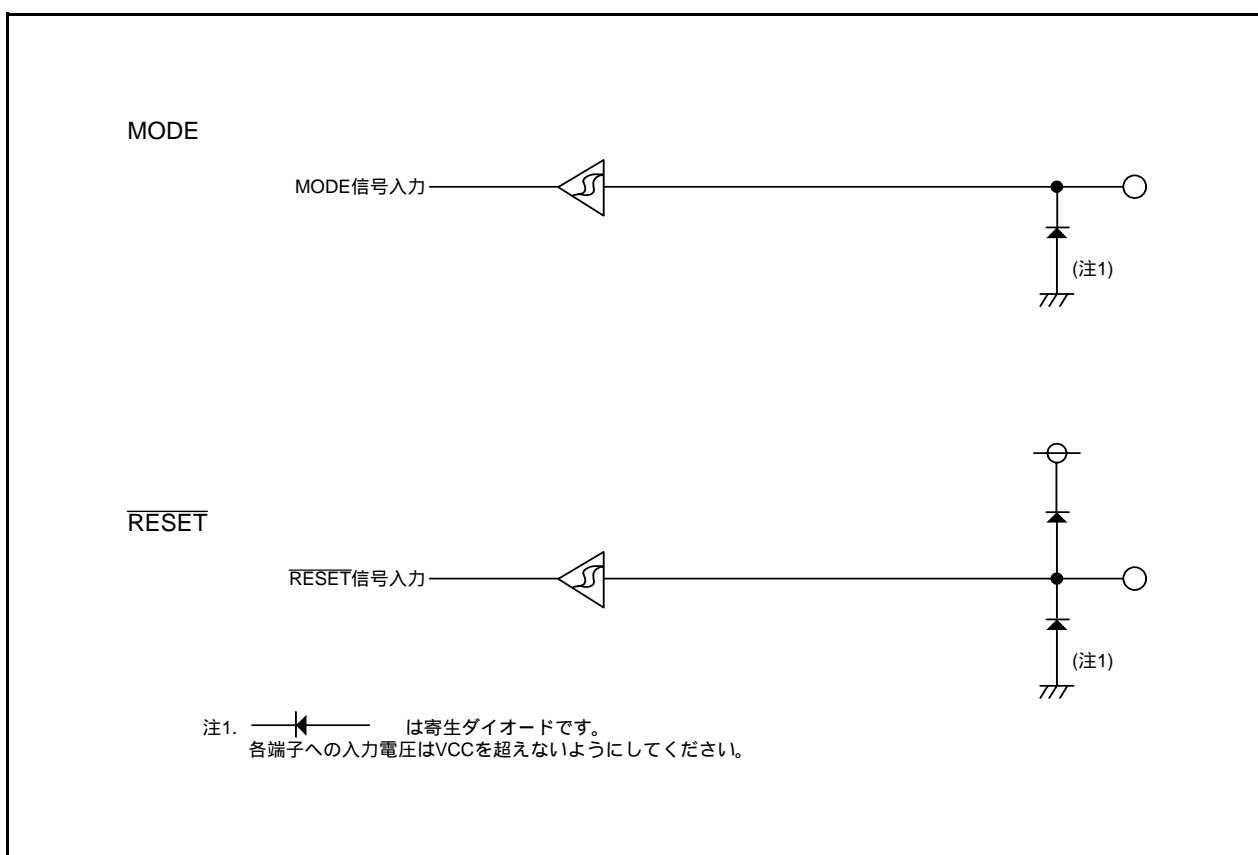 MODE
MODE信号入力
(注1)
RESET
RESET信号入力
(注1)
注1. は寄生ダイオードです。
各端子への入力電圧はVCCを超えないようにしてください。